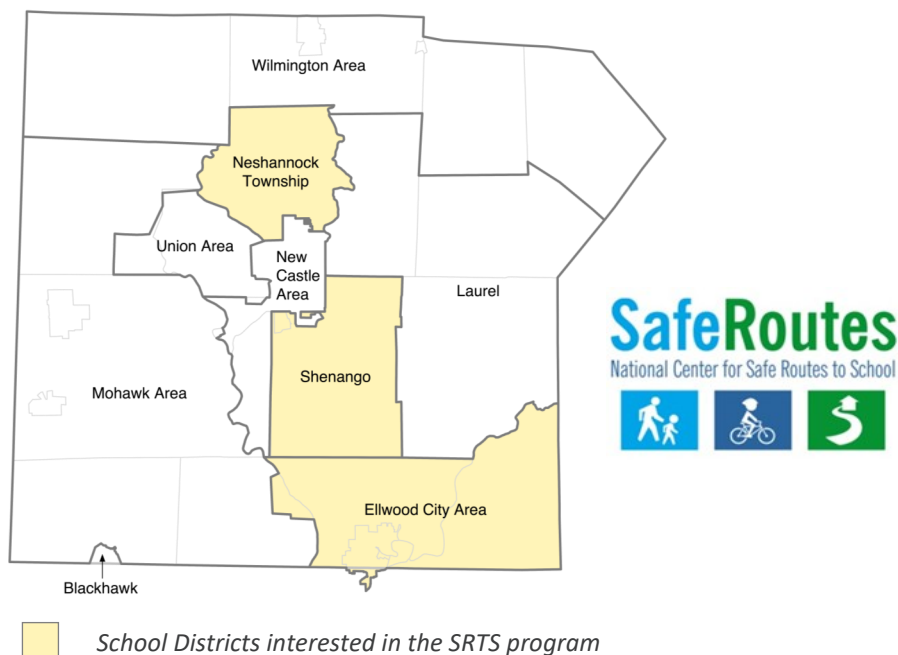 Wilmington Area
Neshannock
Township
Union Area
New
Castle
Area
Laurel
SafeRoutes
National Center for Safe Routes to School
Shenango
Mohawk Area
Ellwood City Area
Blackhawk
School Districts interested in the SRTS program